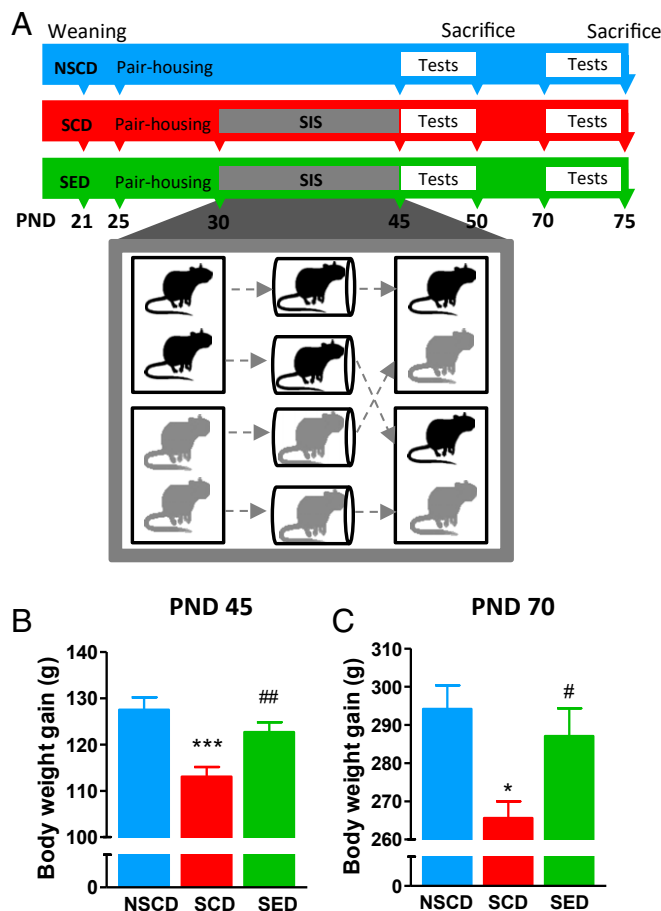 A
Weaning Sacrifice Sacrifice
NSCD Pair-housing Tests Tests
SCD Pair-housing SIS Tests Tests
SED Pair-housing SIS Tests Tests
PND 21 25 30 45 50 70 75
B PND 45
Body weight gain (g)
140
130
120
110
100
0
***
##
NSCD SCD SED
C PND 70
Body weight gain (g)
310
300
290
280
270
260
0
*
#
NSCD SCD SED